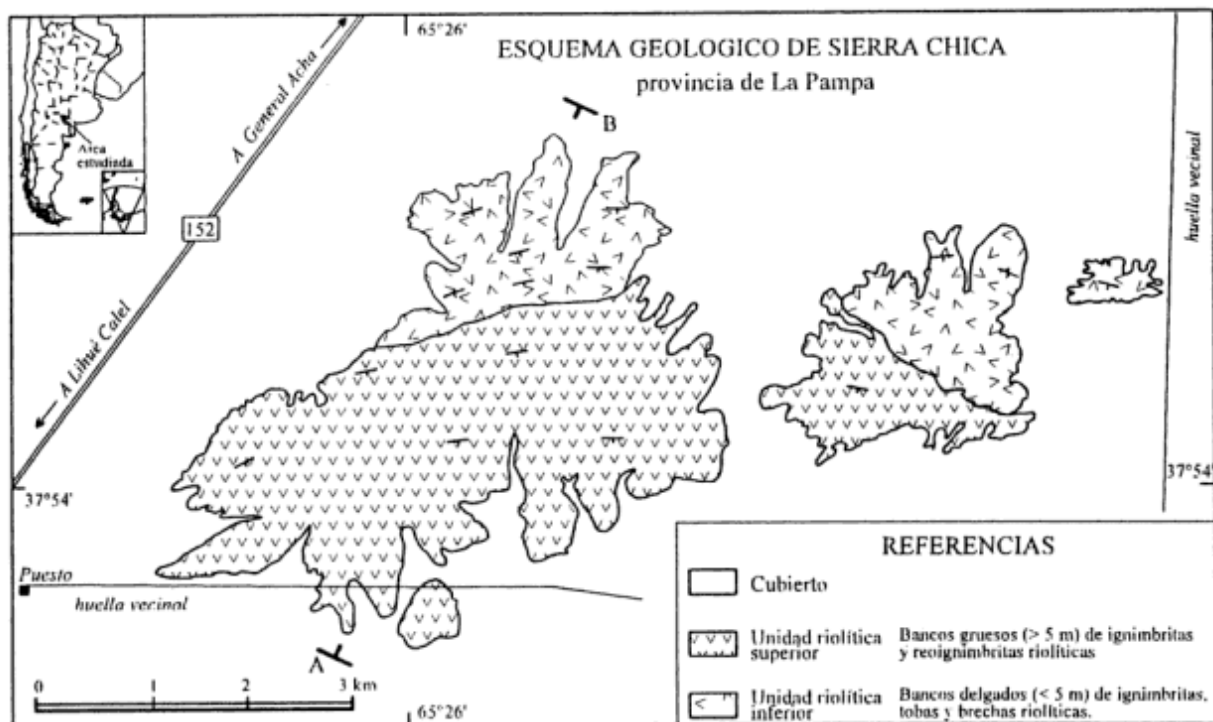 65°26'
ESQUEMA GEOLOGICO DE SIERRA CHICA
provincia de La Pampa
A General Acha
B
Area
estudiada
huella vecinal
152
A Lihué Calel
37°54'
37°54'
REFERENCIAS
Puesto
huella vecinal
Cubierto
Unidad riolítica
superior
Bancos gruesos (> 5 m) de ignimbritas
y reoignimbritas riolíticas
A
Unidad riolítica
inferior
Bancos delgados (< 5 m) de ignimbritas,
tobas y brechas riolíticas.
0 1 2 3 km
65°26'